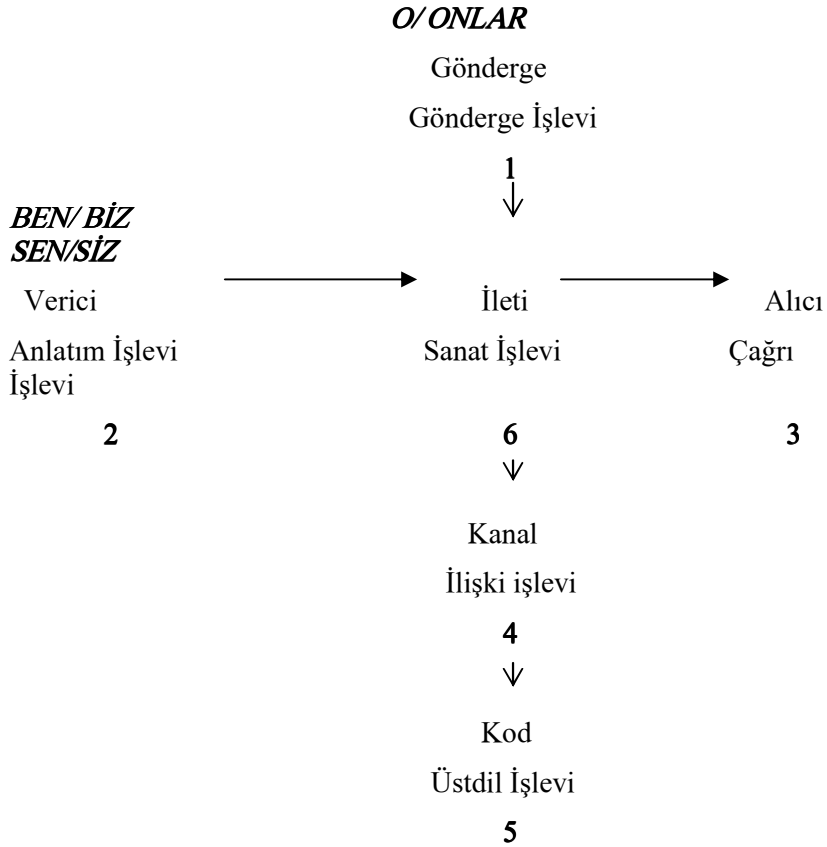 O/ ONLAR
Gönderge
Gönderge İşlevi
1
BEN/ BİZ
SEN/SİZ
Verici İleti Alıcı
Anlatım İşlevi Sanat İşlevi Çağrı
İşlevi
2 6 3
Kanal
İlişki işlevi
4
Kod
Üstdil İşlevi
5